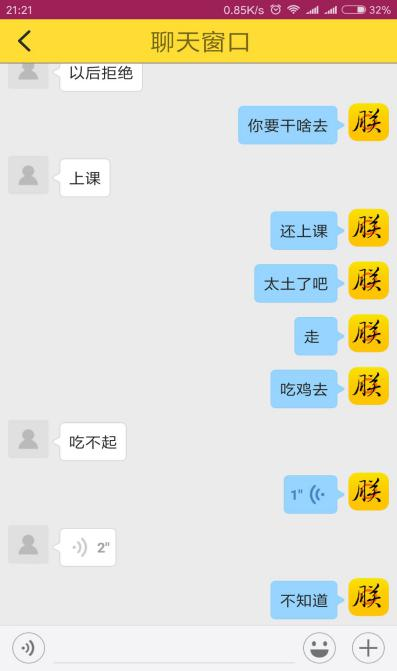 21:21
0.85K/s
32%
聊天窗口
以后拒绝
你要干啥去
朕
上课
还上课
朕
太土了吧
朕
走
朕
吃鸡去
朕
吃不起
1"
朕
2"
不知道
朕